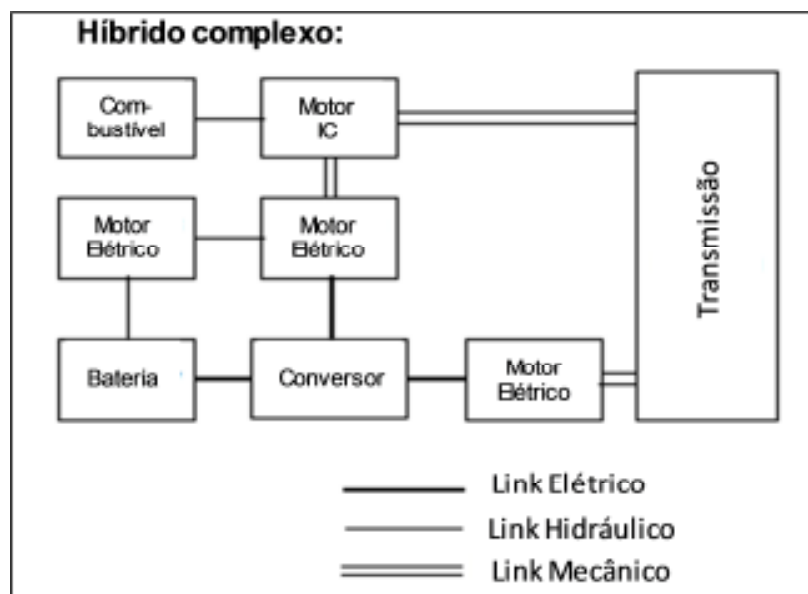 Híbrido complexo:
Com-
bustível
Motor
IC
Transmissão
Motor
Elétrico
Motor
Elétrico
Bateria
Conversor
Motor
Elétrico
Link Elétrico
Link Hidráulico
Link Mecânico